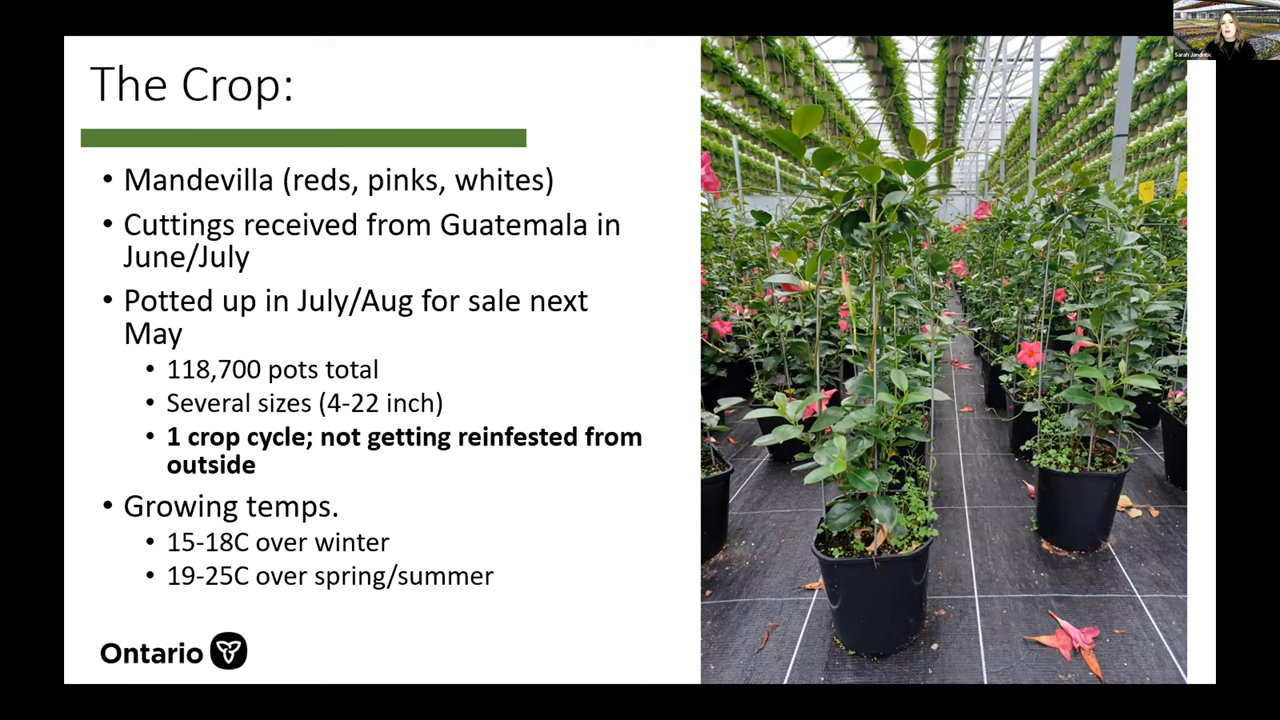 Sarah Jandricic
The Crop:
• Mandevilla (reds, pinks, whites)
• Cuttings received from Guatemala in
June/July
• Potted up in July/Aug for sale next
May
• 118,700 pots total
• Several sizes (4-22 inch)
• 1 crop cycle; not getting reinfested from
outside
• Growing temps.
• 15-18C over winter
• 19-25C over spring/summer
Ontario